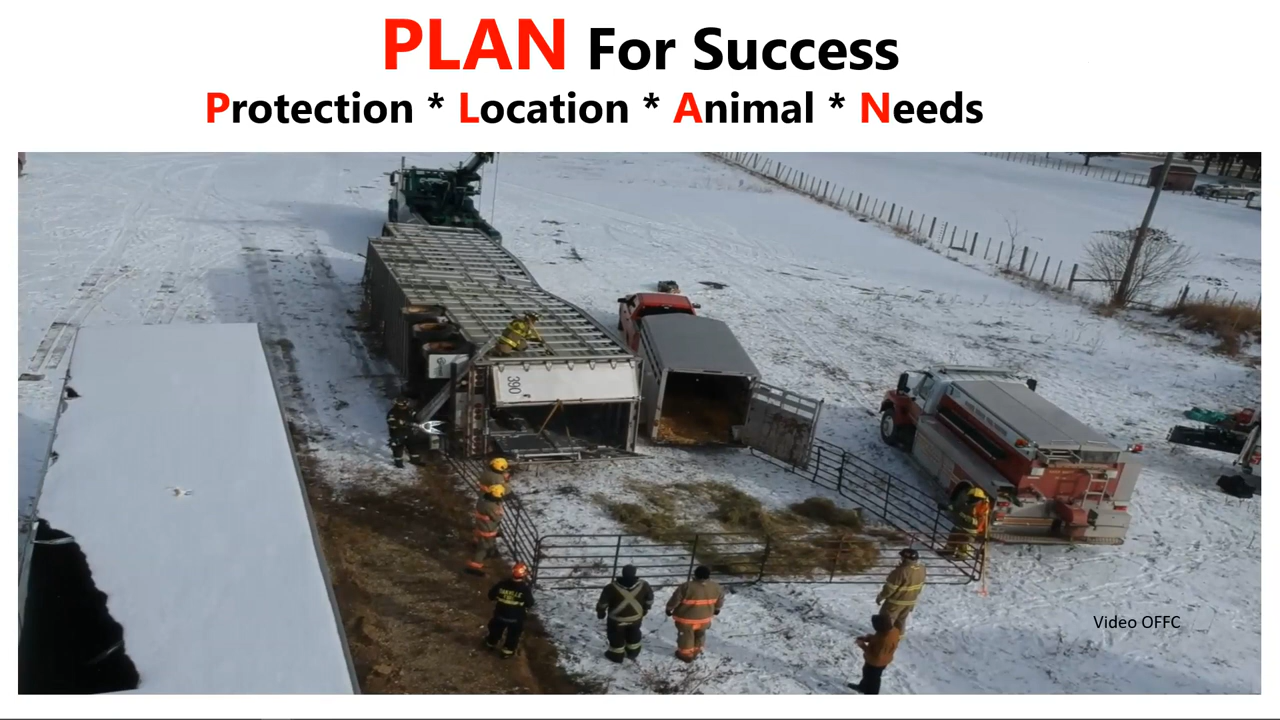 PLAN For Success
Protection * Location * Animal * Needs
390
Video OFFC